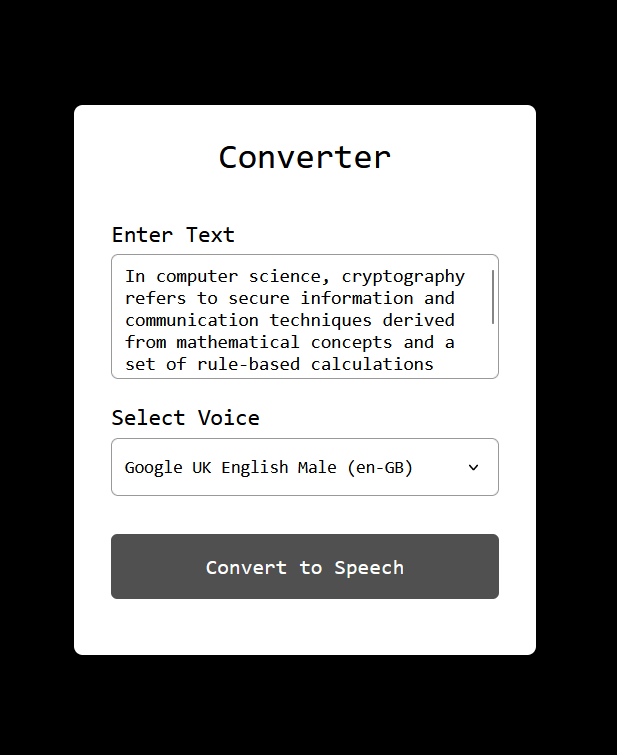 Converter
Enter Text
In computer science, cryptography
refers to secure information and
communication techniques derived
from mathematical concepts and a
set of rule-based calculations
Select Voice
Google UK English Male (en-GB)
Convert to Speech